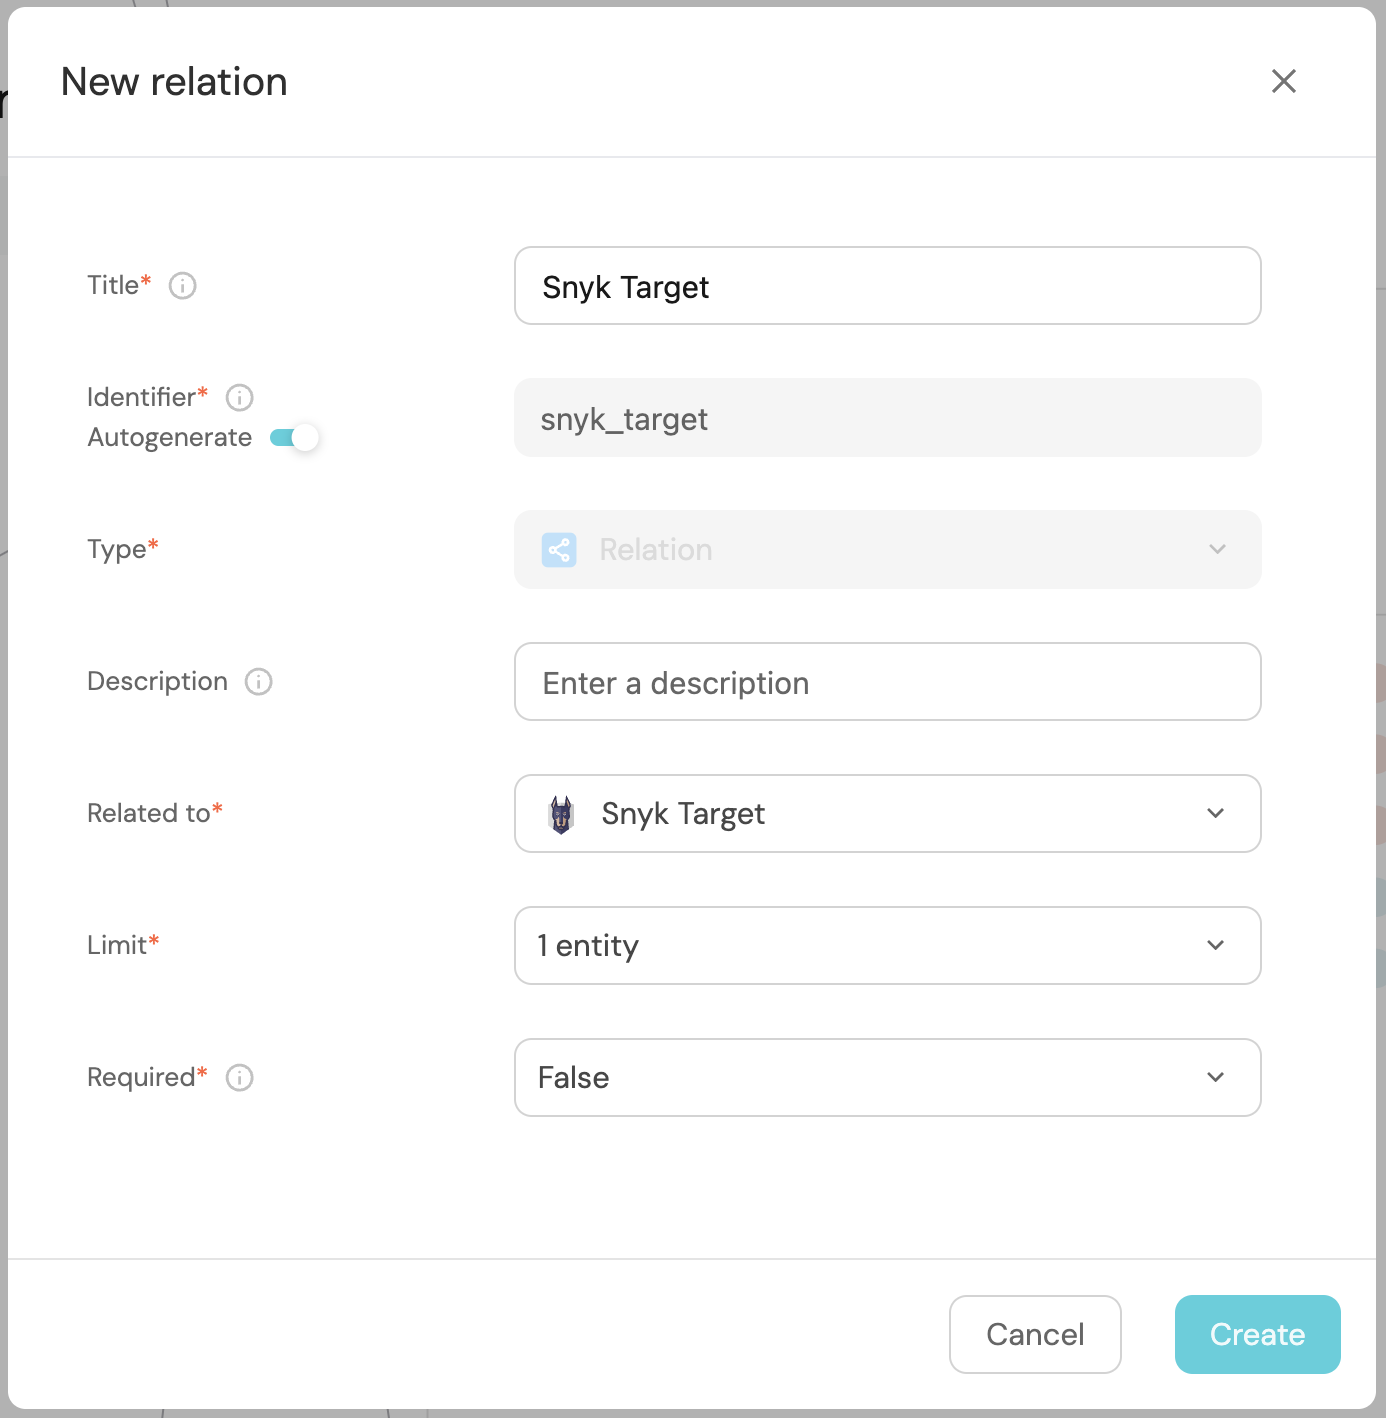 New relation
Title*
Snyk Target
Identifier*
Autogenerate
snyk_target
Type*
Relation
Description
Enter a description
Related to*
Snyk Target
Limit*
1 entity
Required*
False
Cancel
Create